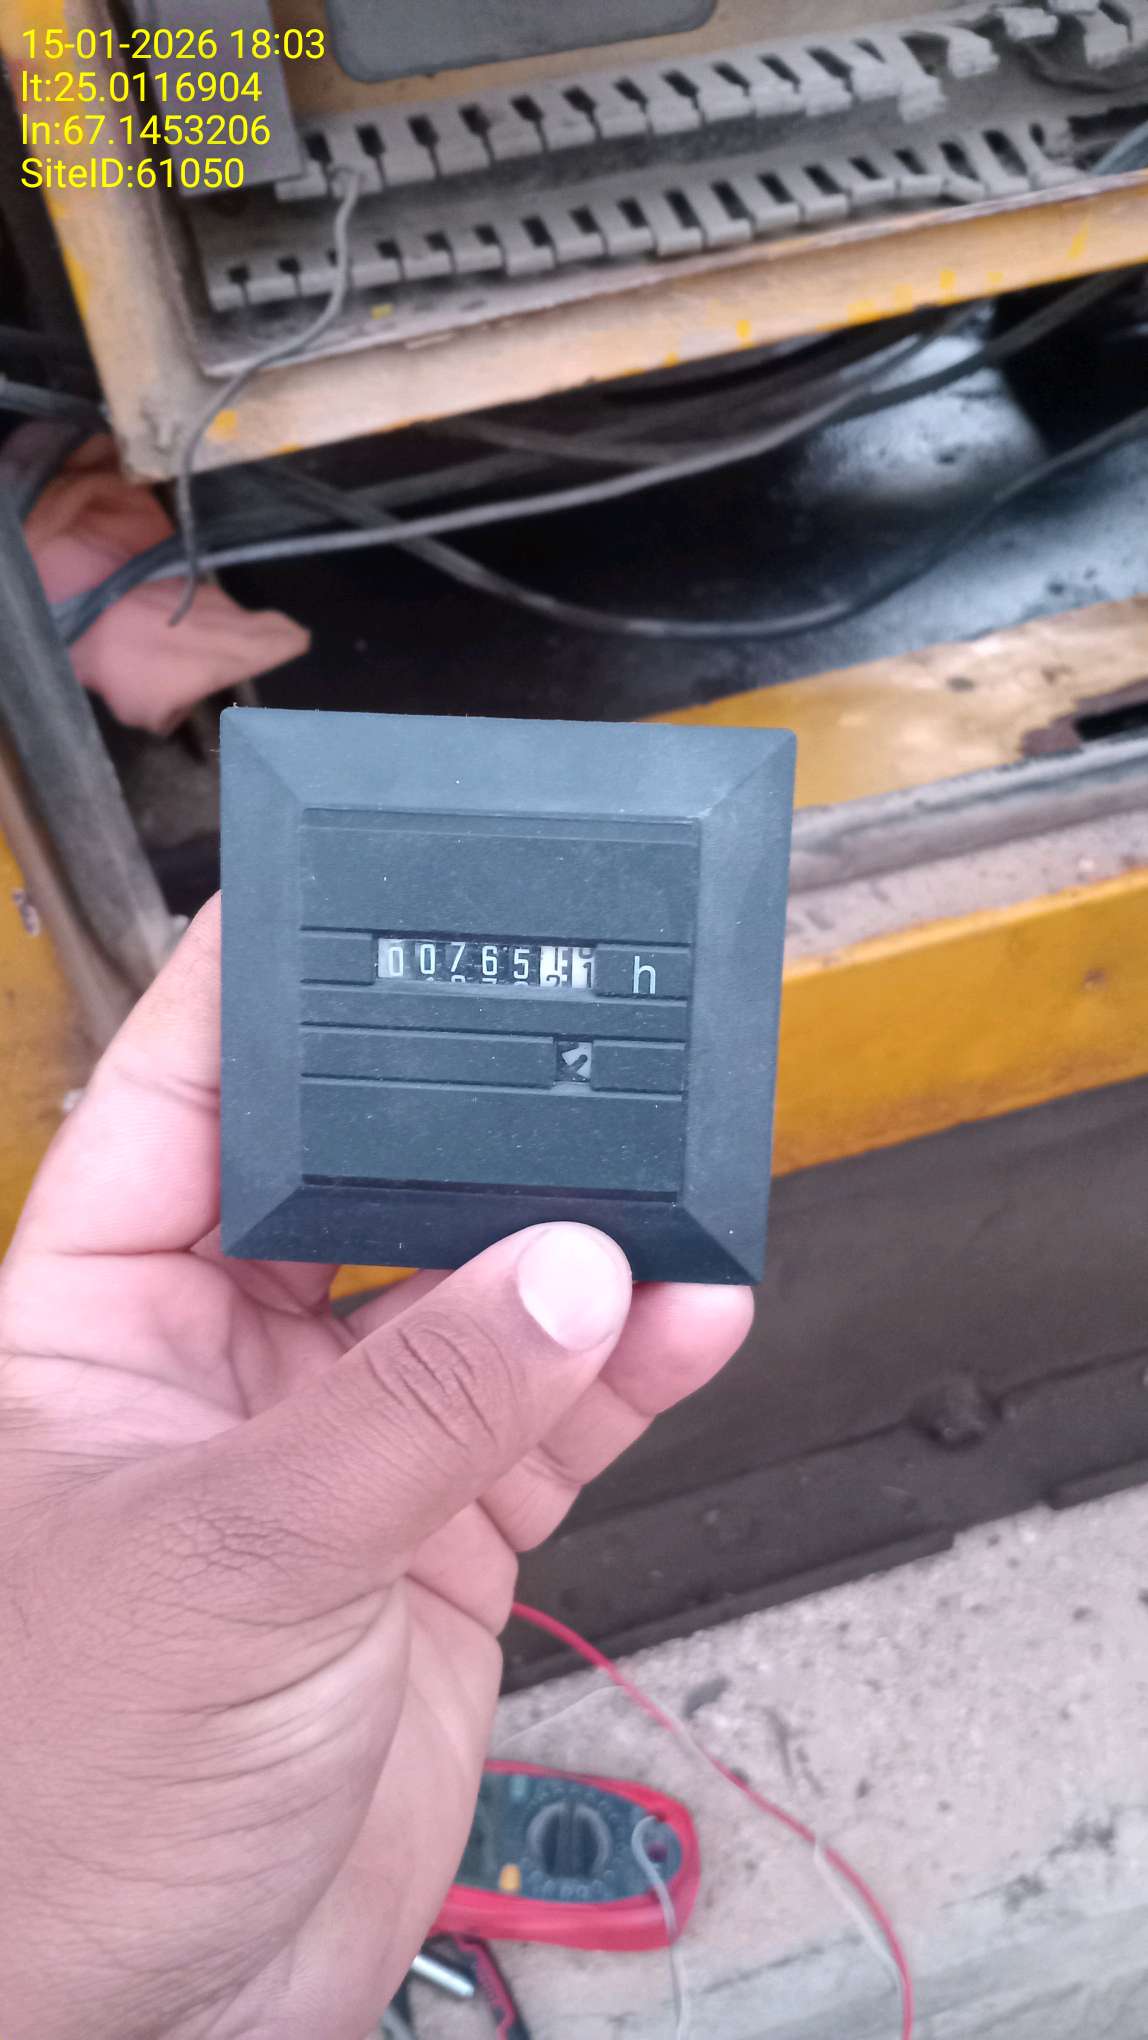 15-01-2026 18:03
lt:25.0116904
ln:67.1453206
SiteID:61050
00765 h